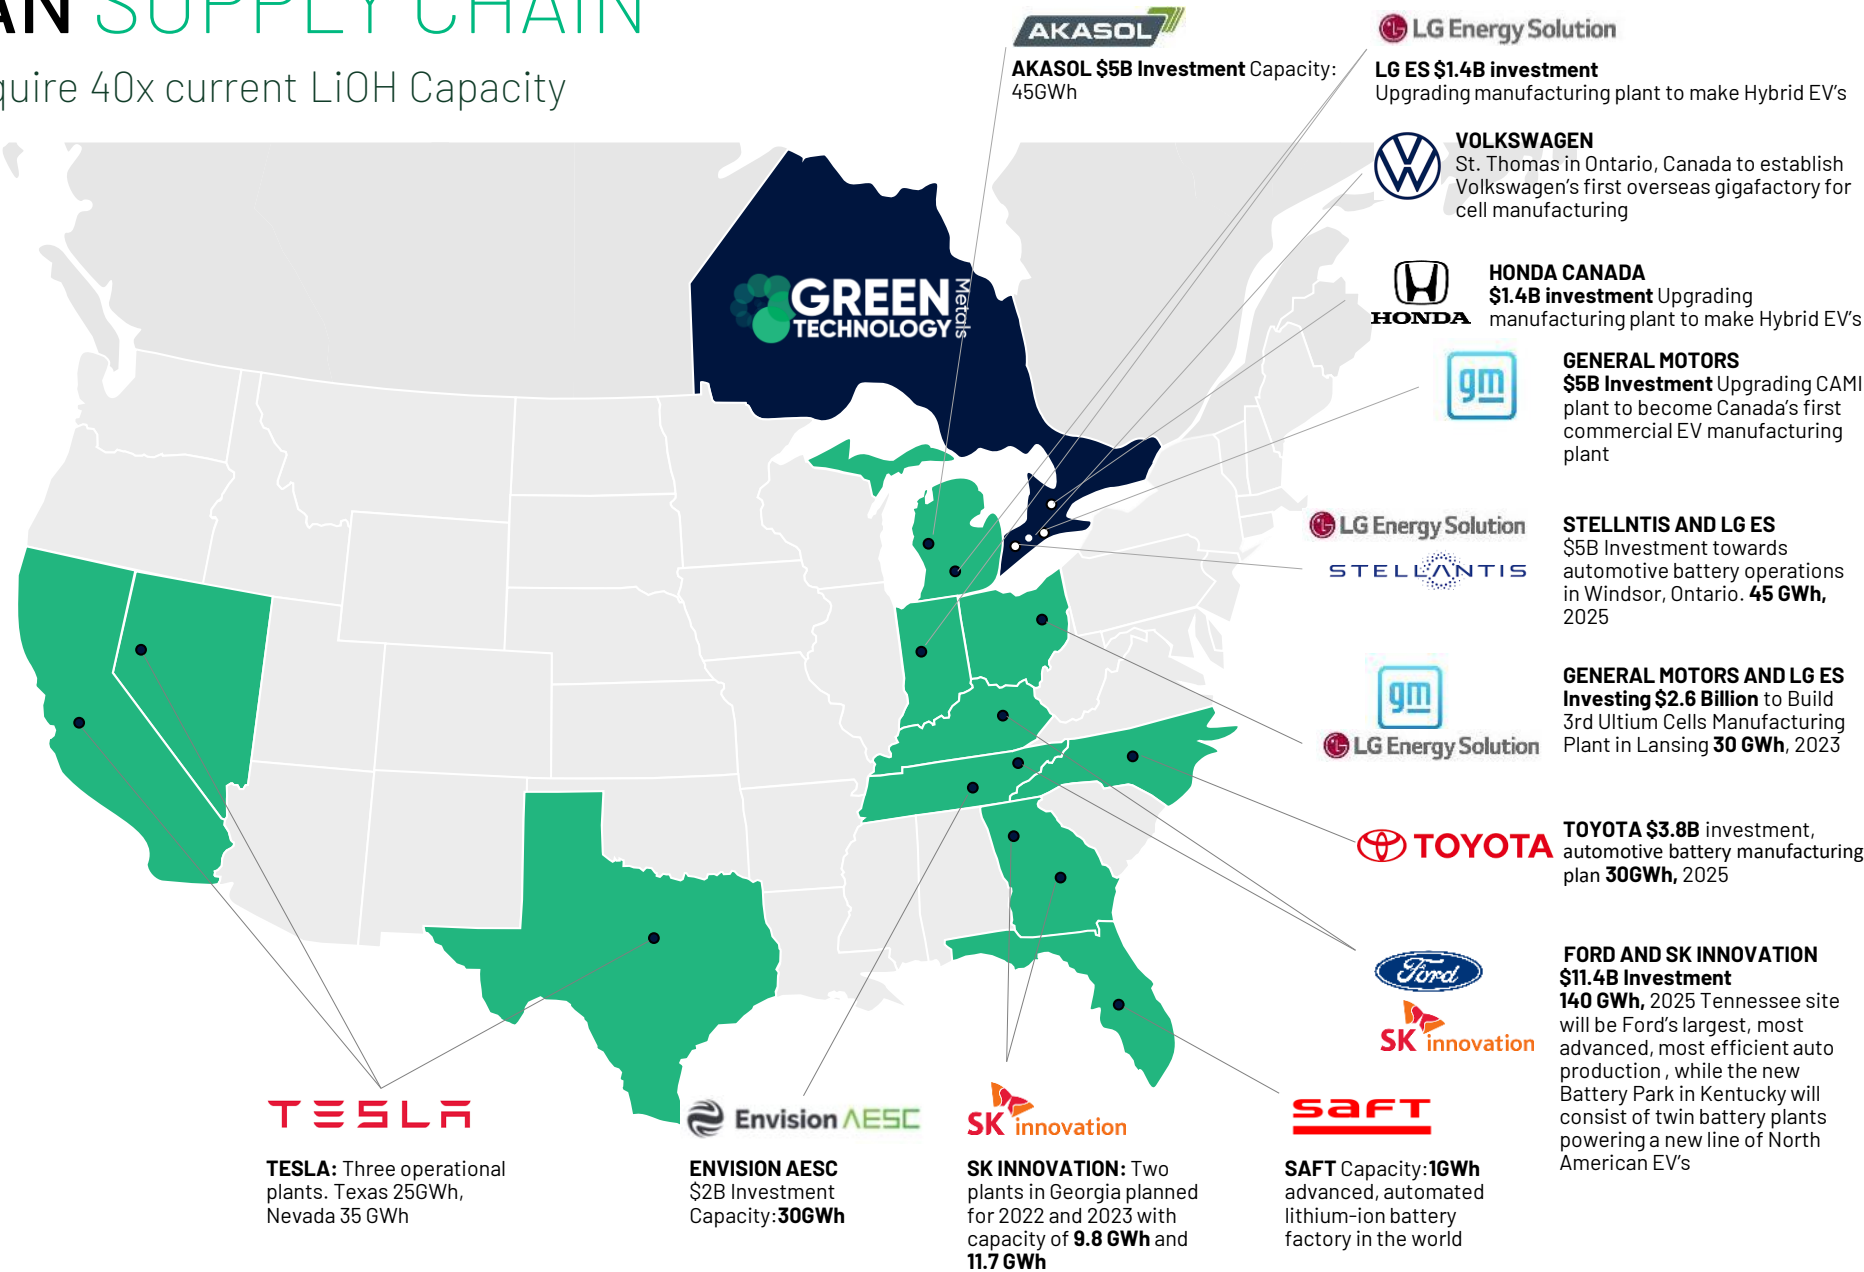 AN SUPPLY CHAIN
quire 40x current LiOH Capacity
AKASOL
AKASOL $5B Investment Capacity:
45GWh
LG Energy Solution
LG ES $1.4B investment
Upgrading manufacturing plant to make Hybrid EV's
VOLKSWAGEN
St. Thomas in Ontario, Canada to establish
Volkswagen's first overseas gigafactory for
cell manufacturing
HONDA
HONDA CANADA
$1.4B investment Upgrading
manufacturing plant to make Hybrid EV's
GREEN
TECHNOLOGY
Metals
gm
GENERAL MOTORS
$5B Investment Upgrading CAMI
plant to become Canada's first
commercial EV manufacturing
plant
LG Energy Solution
STELLANTIS
STELLNTIS AND LG ES
$5B Investment towards
automotive battery operations
in Windsor, Ontario. 45 GWh,
2025
gm
LG Energy Solution
GENERAL MOTORS AND LG ES
Investing $2.6 Billion to Build
3rd Ultium Cells Manufacturing
Plant in Lansing 30 GWh, 2023
TOYOTA
TOYOTA $3.8B investment,
automotive battery manufacturing
plan 30GWh, 2025
Ford
SK innovation
FORD AND SK INNOVATION
$11.4B Investment
140 GWh, 2025 Tennessee site
will be Ford's largest, most
advanced, most efficient auto
production , while the new
Battery Park in Kentucky will
consist of twin battery plants
powering a new line of North
American EV's
TESLA
TESLA: Three operational
plants. Texas 25GWh,
Nevada 35 GWh
Envision AESC
ENVISION AESC
$2B Investment
Capacity:30GWh
SK innovation
SK INNOVATION: Two
plants in Georgia planned
for 2022 and 2023 with
capacity of 9.8 GWh and
11.7 GWh
saft
SAFT Capacity:1GWh
advanced, automated
lithium-ion battery
factory in the world